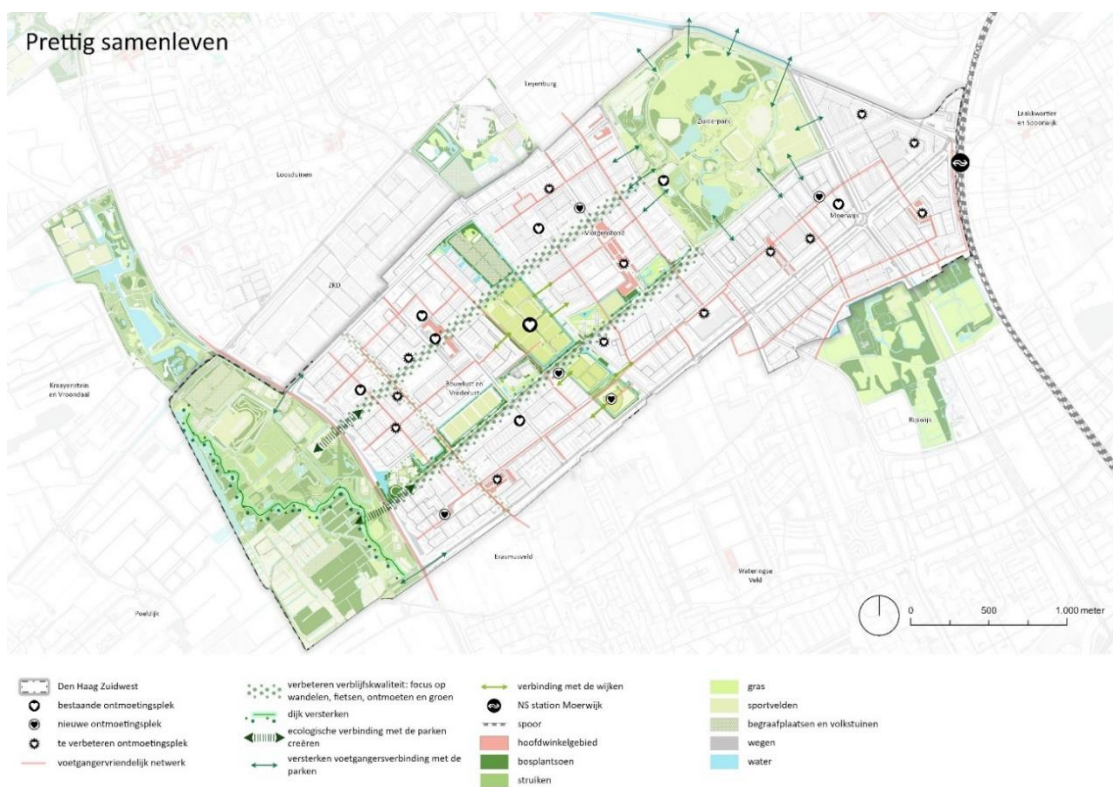 Prettig samenleven
Leyenburg
Zuiderpark
Laakkwartier
en Spoorwijk
Loosduinen
Moerwijk
Morgenstond
ZKD
Kraayenstein
en Vroondaal
Bouwlust en
Vrederust
Rijswijk
Erasmusveld
Wateringse
Veld
Poeldijk
0 500 1.000 meter
Den Haag Zuidwest
bestaande ontmoetingsplek
nieuwe ontmoetingsplek
te verbeteren ontmoetingsplek
voetgangervriendelijk netwerk
verbeteren verblijfskwaliteit: focus op
wandelen, fietsen, ontmoeten en groen
dijk versterken
ecologische verbinding met de parken
creëren
versterken voetgangersverbinding met de
parken
verbinding met de wijken
NS station Moerwijk
spoor
hoofdwinkelgebied
bosplantsoen
struiken
gras
sportvelden
begraafplaatsen en volkstuinen
wegen
water